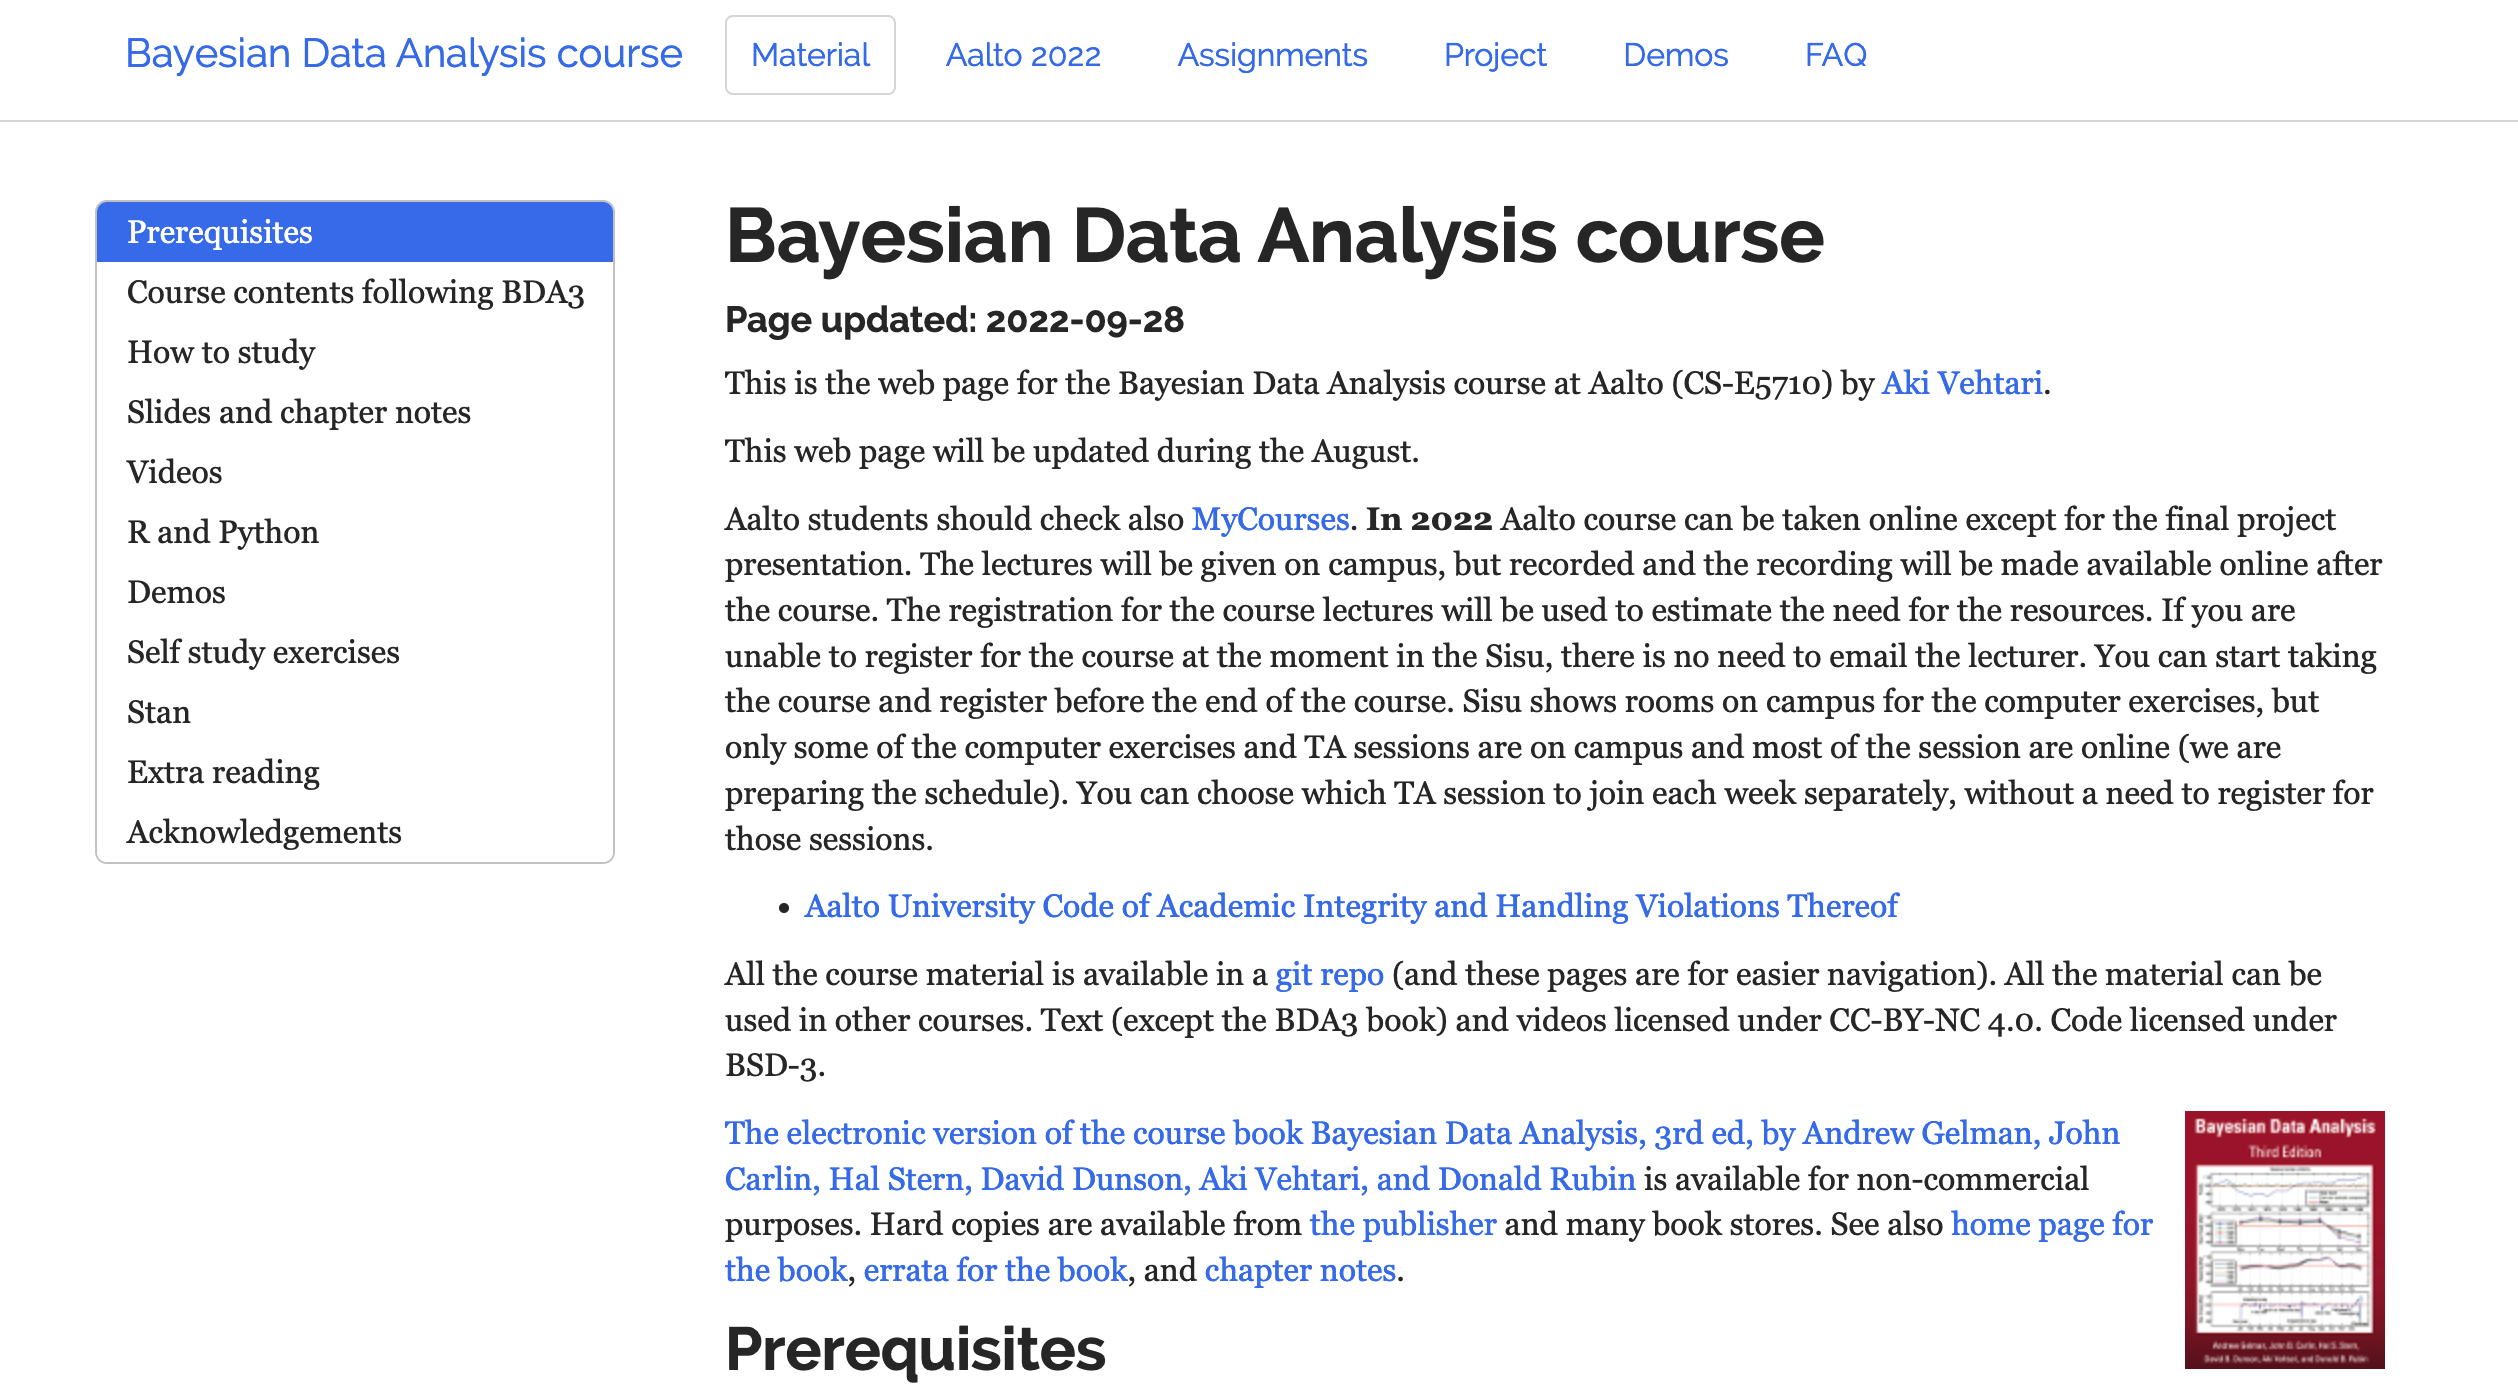 Bayesian Data Analysis course
Material
Aalto 2022
Assignments
Project
Demos
FAQ
Prerequisites
Course contents following BDA3
How to study
Slides and chapter notes
Videos
R and Python
Demos
Self study exercises
Stan
Extra reading
Acknowledgements
Bayesian Data Analysis course
Page updated: 2022-09-28
This is the web page for the Bayesian Data Analysis course at Aalto (CS-E5710) by Aki Vehtari.
This web page will be updated during the August.
Aalto students should check also MyCourses. In 2022 Aalto course can be taken online except for the final project
presentation. The lectures will be given on campus, but recorded and the recording will be made available online after
the course. The registration for the course lectures will be used to estimate the need for the resources. If you are
unable to register for the course at the moment in the Sisu, there is no need to email the lecturer. You can start taking
the course and register before the end of the course. Sisu shows rooms on campus for the computer exercises, but
only some of the computer exercises and TA sessions are on campus and most of the session are online (we are
preparing the schedule). You can choose which TA session to join each week separately, without a need to register for
those sessions.
• Aalto University Code of Academic Integrity and Handling Violations Thereof
All the course material is available in a git repo (and these pages are for easier navigation). All the material can be
used in other courses. Text (except the BDA3 book) and videos licensed under CC-BY-NC 4.0. Code licensed under
BSD-3.
The electronic version of the course book Bayesian Data Analysis, 3rd ed, by Andrew Gelman, John
Carlin, Hal Stern, David Dunson, Aki Vehtari, and Donald Rubin is available for non-commercial
purposes. Hard copies are available from the publisher and many book stores. See also home page for
the book, errata for the book, and chapter notes.
Bayesian Data Analysis
Third Edition
Andrew Gelman, John B. Carlin, Hal S. Stern,
David B. Dunson, Aki Vehtari, and Donald B. Rubin
Prerequisites